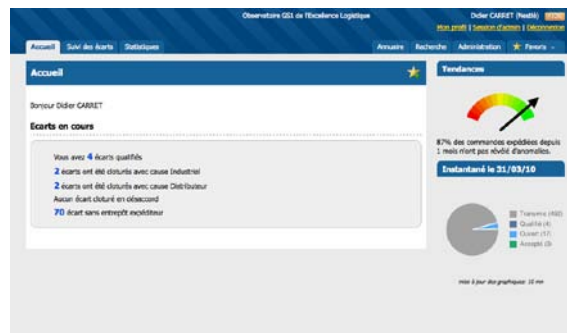 Observatoire GS1 de l'Excellence Logistique
Didier CARRET (Nestlé)
Mon profil | Session d'admin | Déconnexion
Accueil Suivi des écarts Statistiques Annuaire Recherche Administration Favoris
Accueil
Bonjour Didier CARRET
Ecarts en cours
Vous avez 4 écarts qualifiés
2 écarts ont été cloturés avec cause Industriel
2 écarts ont été cloturés avec cause Distributeur
Aucun écart cloturé en désaccord
70 écart sans entrepôt expéditeur
Tendances
87% des commandes expédiées depuis
1 mois n'ont pas révélé d'anomalies.
Instantané le 31/03/10
Transmis
Qualifié (4)
Ouvert (17)
Accepté
mise à jour des graphiques: 10 mn